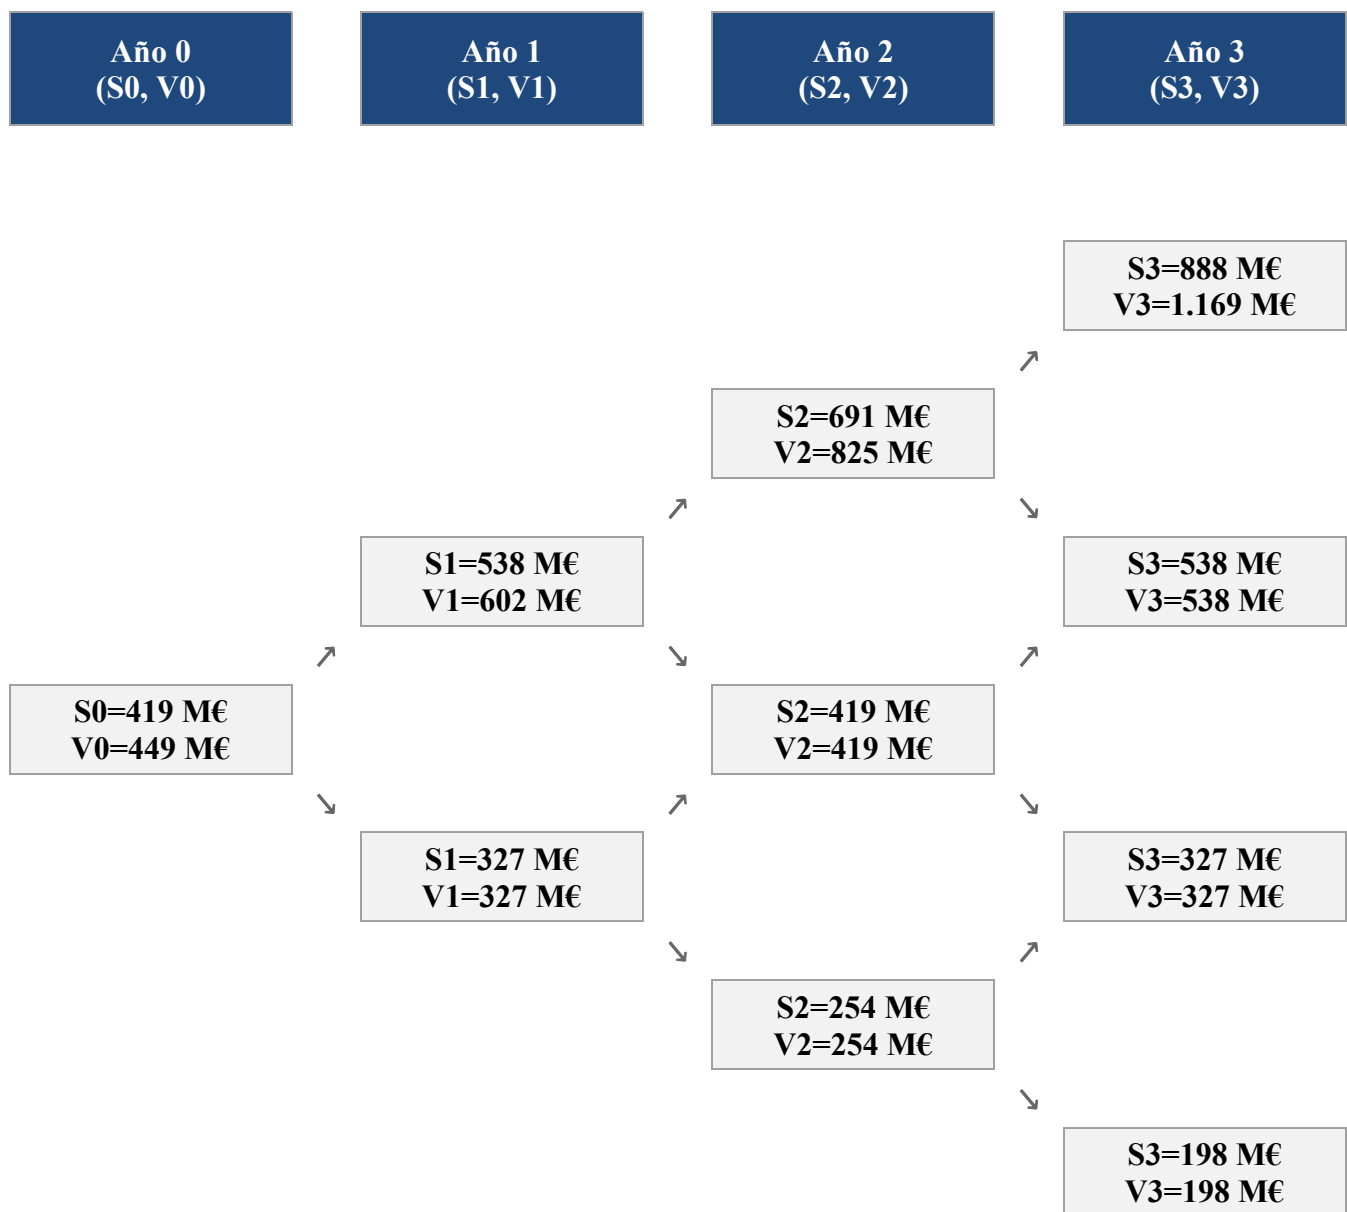 Año 0
(S0, V0)
Año 1
(S1, V1)
Año 2
(S2, V2)
Año 3
(S3, V3)
S3=888 M€
V3=1.169 M€
S2=691 M€
V2=825 M€
S1=538 M€
V1=602 M€
S3=538 M€
V3=538 M€
S0=419 M€
V0=449 M€
S2=419 M€
V2=419 M€
S1=327 M€
V1=327 M€
S3=327 M€
V3=327 M€
S2=254 M€
V2=254 M€
S3=198 M€
V3=198 M€